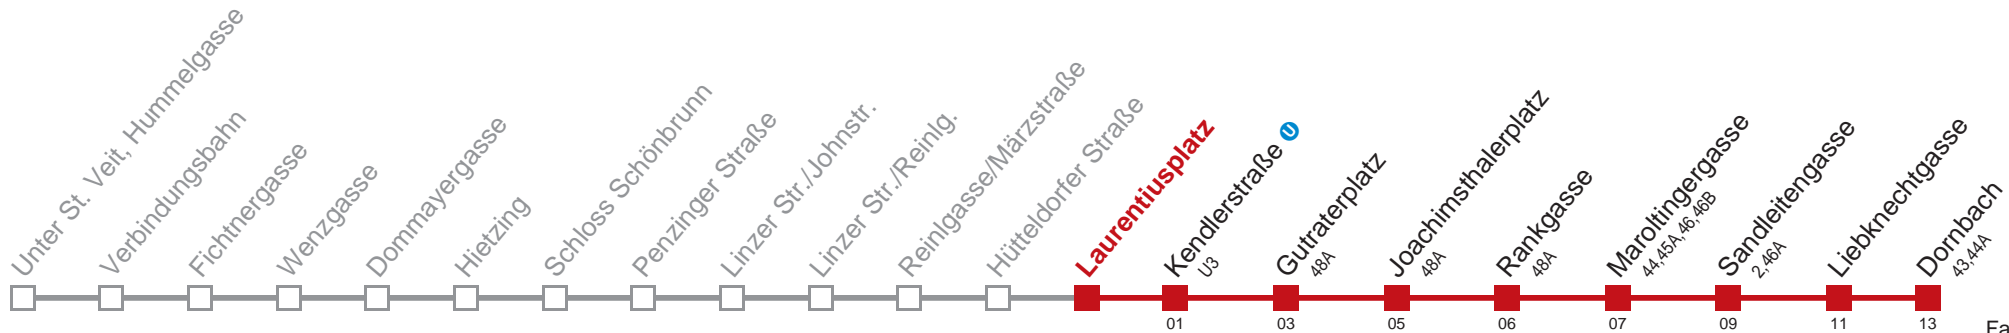 Unter St. Veit, Hummelgasse
Verbindungsbahn
Fichtnergasse
Wenzgasse
Dommayergasse
Hietzing
Schloss Schönbrunn
Penzinger Straße
Linzer Str./Johnstr.
Linzer Str./Reinlg.
Reinlgasse/Märzstraße
Hütteldorfer Straße
Laurentiusplatz
Kendlerstraße U
U3
Gutraterplatz
48A
Joachimsthalerplatz
48A
Rankgasse
48A
Maroltingergasse
44,45A,46,46B
Sandleitengasse
2,46A
Liebknechtgasse
Dornbach
43,44A
01 03 05 06 07 09 11 13
Fa